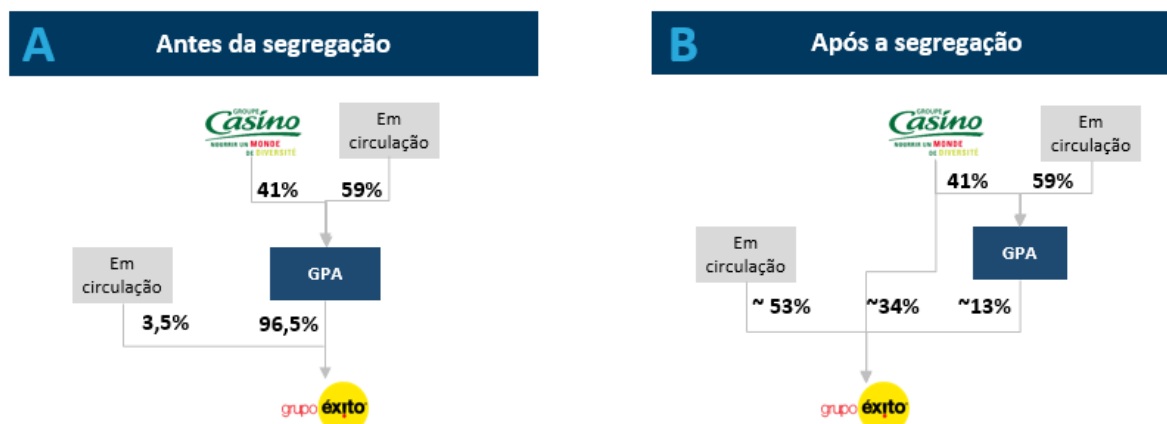 A
Antes da segregação
GROUPE
Casino
NOURRIR UN MONDE
DE DIVERSITÉ
Em
circulação
41%
59%
Em
circulação
GPA
3,5%
96,5%
grupo éxito
B
Após a segregação
GROUPE
Casino
NOURRIR UN MONDE
DE DIVERSITÉ
Em
circulação
41%
59%
Em
circulação
GPA
~ 53%
~34%
~13%
grupo éxito